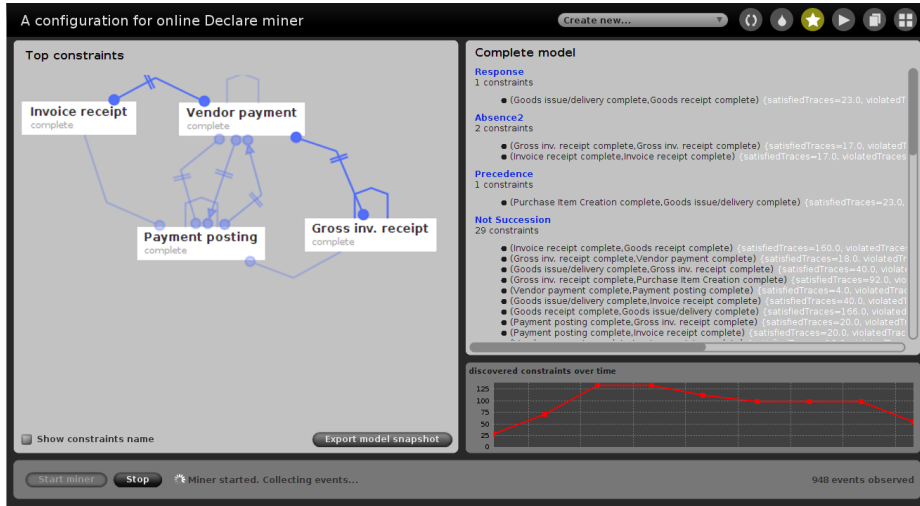 A configuration for online Declare miner
Create new...
Top constraints
Invoice receipt
complete
Vendor payment
complete
Payment posting
complete
Gross inv. receipt
complete
Show constraints name
Export model snapshot
Complete model
Response
1 constraints
(Goods issue/delivery complete,Goods receipt complete) {satisfiedTraces=23.0, violatedT
Absence2
2 constraints
(Gross inv. receipt complete,Gross inv. receipt complete) {satisfiedTraces=17.0, violatedT
(Invoice receipt complete,Invoice receipt complete) {satisfiedTraces=17.0, violatedTraces
Precedence
1 constraints
(Purchase Item Creation complete,Goods issue/delivery complete) {satisfiedTraces=23.0,
Not Succession
29 constraints
(Invoice receipt complete,Goods receipt complete) {satisfiedTraces=160.0, violatedTrace
(Gross inv. receipt complete,Vendor payment complete) {satisfiedTraces=18.0, violatedTr
(Goods issue/delivery complete,Gross inv. receipt complete) {satisfiedTraces=40.0, viola
(Gross inv. receipt complete,Purchase Item Creation complete) {satisfiedTraces=92.0, vio
(Vendor payment complete,Payment posting complete) {satisfiedTraces=4.0, violatedTrac
(Goods issue/delivery complete,Invoice receipt complete) {satisfiedTraces=40.0, violatedT
(Goods receipt complete,Goods issue/delivery complete) {satisfiedTraces=166.0, violated
(Payment posting complete,Gross inv. receipt complete) {satisfiedTraces=20.0, violatedTr
(Payment posting complete,Invoice receipt complete) {satisfiedTraces=20.0, violatedTrac
discovered constraints over time
125
100
75
50
25
0
Start miner
Stop
Miner started. Collecting events...
948 events observed